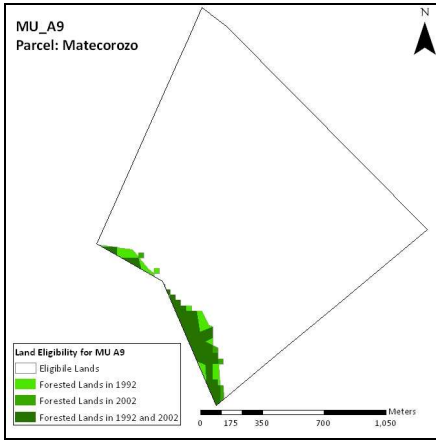 MU_A9
Parcel: Matecorozo
N
Land Eligibility for MU A9
Eligibile Lands
Forested Lands in 1992
Forested Lands in 2002
Forested Lands in 1992 and 2002
Meters
0 175 350 700 1,050